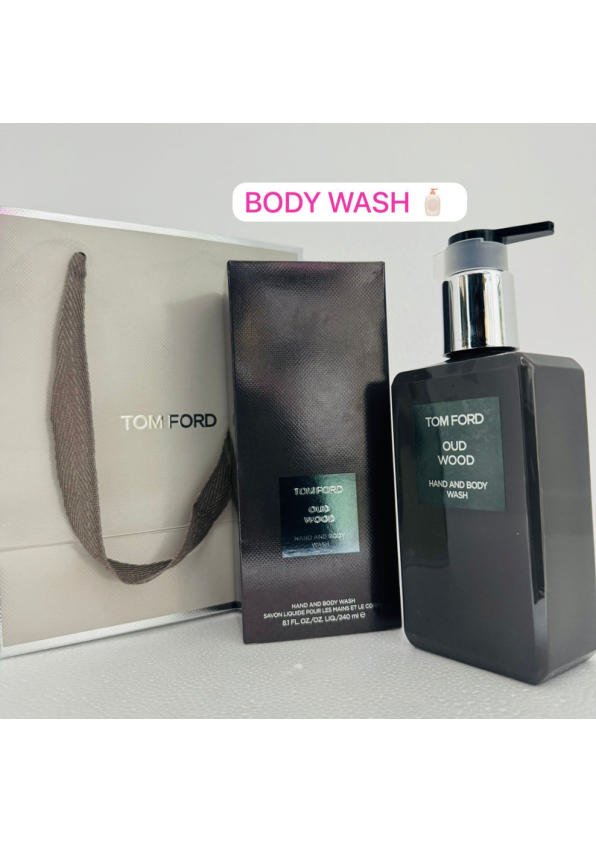 BODY WASH 🧴
TOM FORD
TOM FORD
OUD
WOOD
HAND AND BODY
WASH
HAND AND BODY WASH
SAVON LIQUIDE POUR LES MAINS ET LE CO
8.1 FL. OZ./OZ. LIQ./240 ml ℮
TOM FORD
OUD
WOOD
HAND AND BODY
WASH